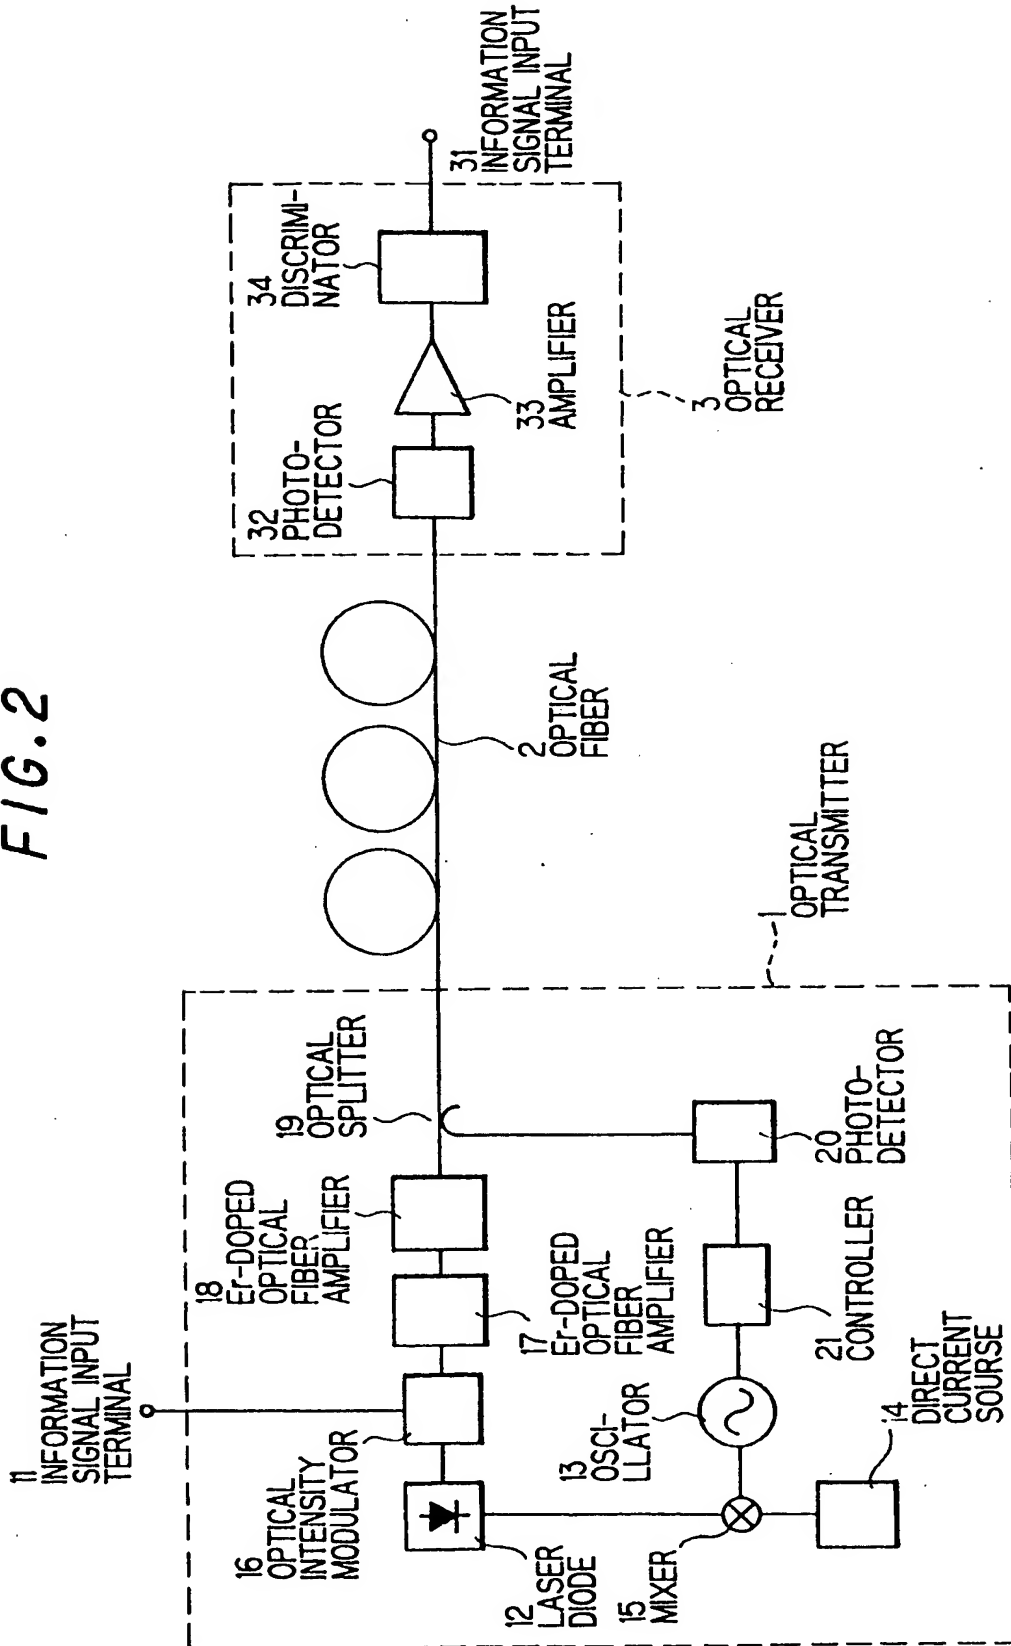 FIG. 2
11
INFORMATION
SIGNAL INPUT
TERMINAL
16
OPTICAL
INTENSITY
MODULATOR
18
Er-DOPED
OPTICAL
FIBER
AMPLIFIER
19
OPTICAL
SPLITTER
12
LASER
DIODE
17
Er-DOPED
OPTICAL
FIBER
AMPLIFIER
15
MIXER
13
OSCI-
LLATOR
21
CONTROLLER
20
PHOTO-
DETECTOR
14
DIRECT
CURRENT
SOURSE
1
OPTICAL
TRANSMITTER
2
OPTICAL
FIBER
32
PHOTO-
DETECTOR
34
DISCRIMI-
NATOR
33
AMPLIFIER
31
INFORMATION
SIGNAL INPUT
TERMINAL
3
OPTICAL
RECEIVER